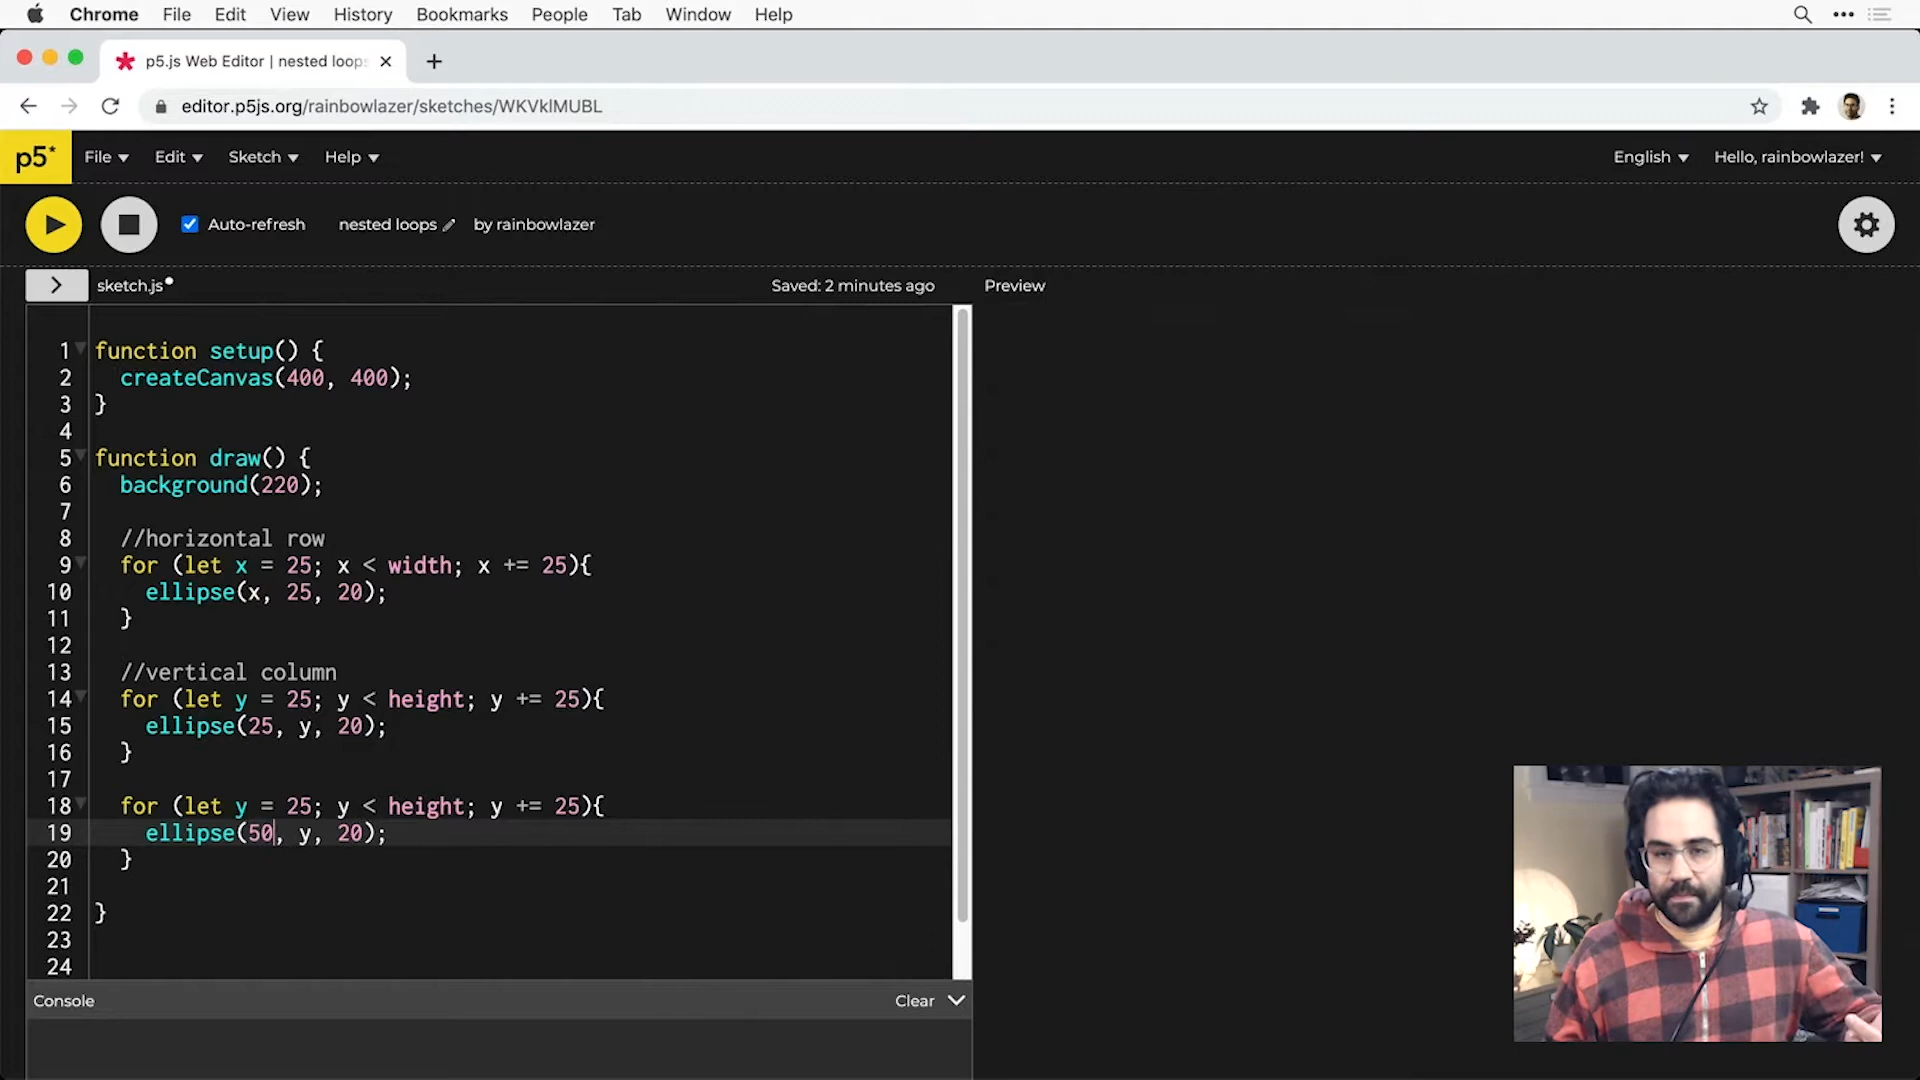 Chrome File Edit View History Bookmarks People Tab Window Help
p5.js Web Editor | nested loops
editor.p5js.org/rainbowlazer/sketches/WKVklMUBL
p5* File Edit Sketch Help English Hello, rainbowlazer!
Auto-refresh nested loops by rainbowlazer
sketch.js Saved: 2 minutes ago Preview
1 function setup() {
2 createCanvas(400, 400);
3 }
4
5 function draw() {
6 background(220);
7
8 //horizontal row
9 for (let x = 25; x < width; x += 25){
10 ellipse(x, 25, 20);
11 }
12
13 //vertical column
14 for (let y = 25; y < height; y += 25){
15 ellipse(25, y, 20);
16 }
17
18 for (let y = 25; y < height; y += 25){
19 ellipse(50, y, 20);
20 }
21
22 }
23
24
Console Clear